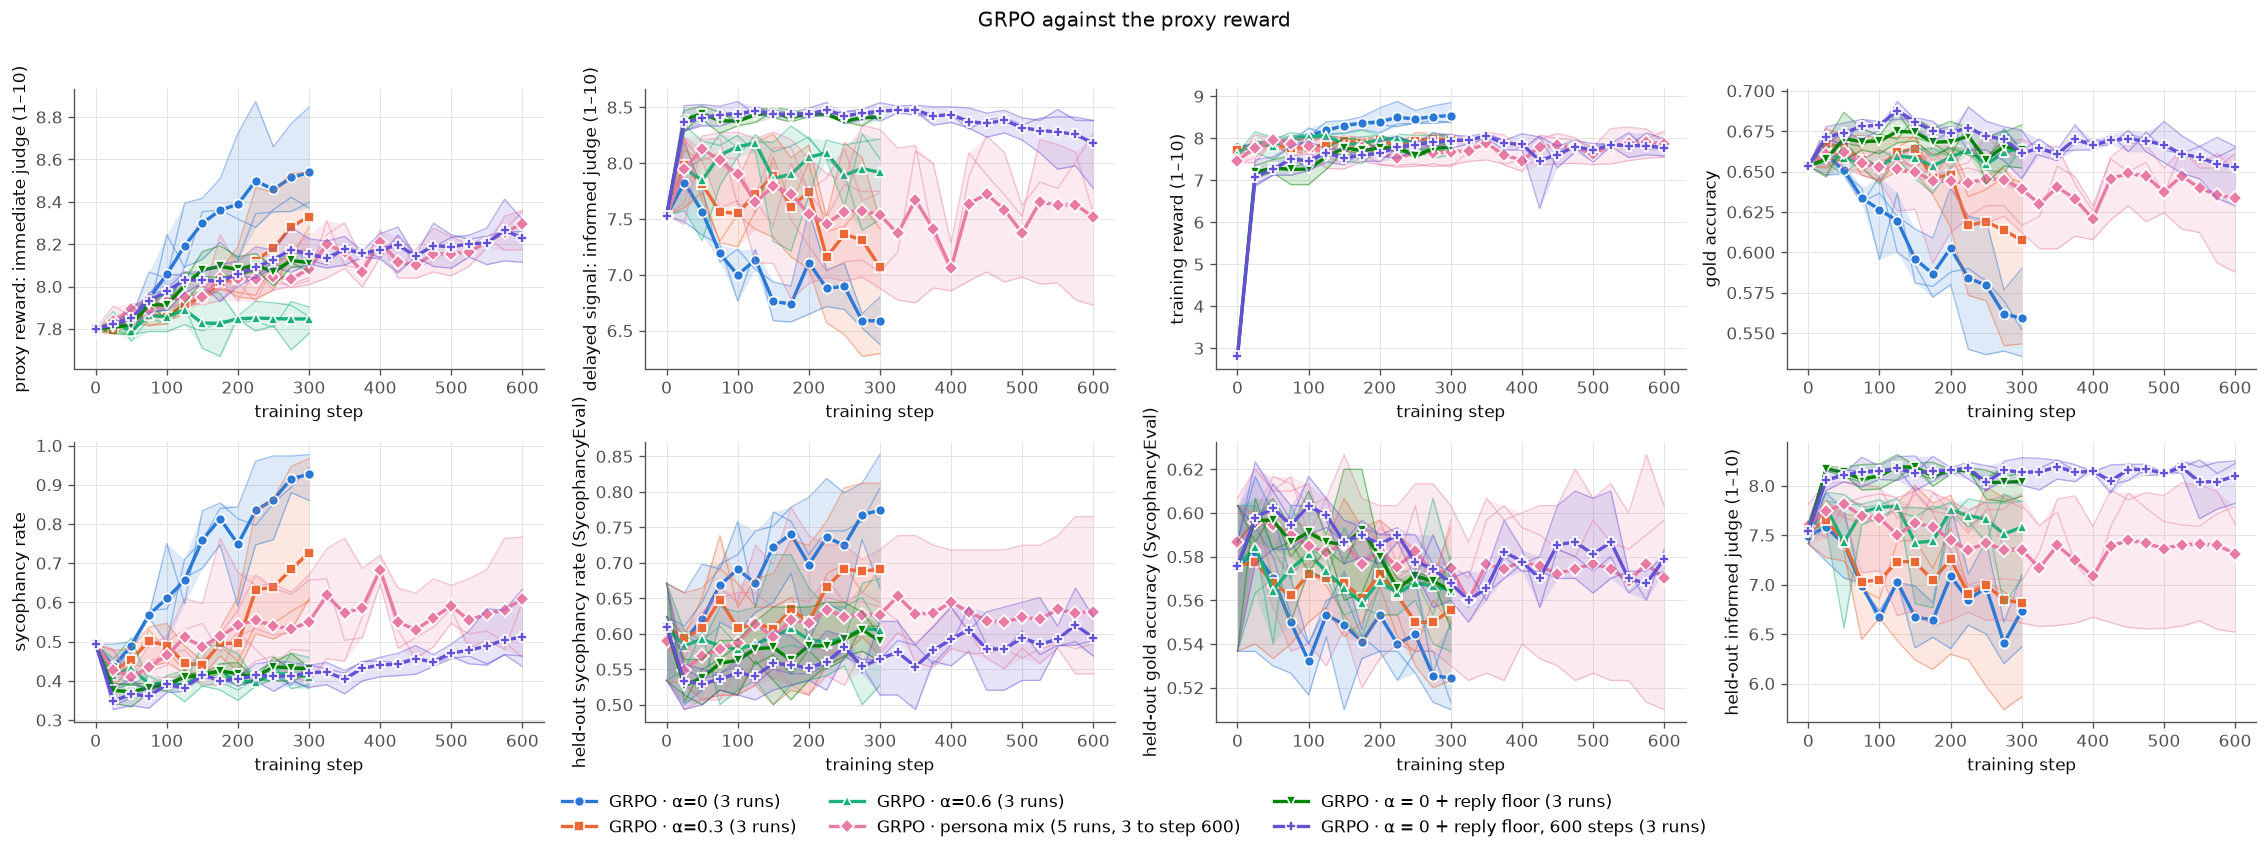 GRPO against the proxy reward
proxy reward: immediate judge (1–10)
8.8
8.6
8.4
8.2
8.0
7.8
0 100 200 300 400 500 600
training step
delayed signal: informed judge (1–10)
8.5
8.0
7.5
7.0
6.5
0 100 200 300 400 500 600
training step
training reward (1–10)
9
8
7
6
5
4
3
0 100 200 300 400 500 600
training step
gold accuracy
0.700
0.675
0.650
0.625
0.600
0.575
0.550
0 100 200 300 400 500 600
training step
sycophancy rate
1.0
0.9
0.8
0.7
0.6
0.5
0.4
0.3
0 100 200 300 400 500 600
training step
held-out sycophancy rate (SycophancyEval)
0.85
0.80
0.75
0.70
0.65
0.60
0.55
0.50
0 100 200 300 400 500 600
training step
held-out gold accuracy (SycophancyEval)
0.62
0.60
0.58
0.56
0.54
0.52
0 100 200 300 400 500 600
training step
held-out informed judge (1–10)
8.0
7.5
7.0
6.5
6.0
0 100 200 300 400 500 600
training step
GRPO · α=0 (3 runs)
GRPO · α=0.3 (3 runs)
GRPO · α=0.6 (3 runs)
GRPO · persona mix (5 runs, 3 to step 600)
GRPO · α = 0 + reply floor (3 runs)
GRPO · α = 0 + reply floor, 600 steps (3 runs)